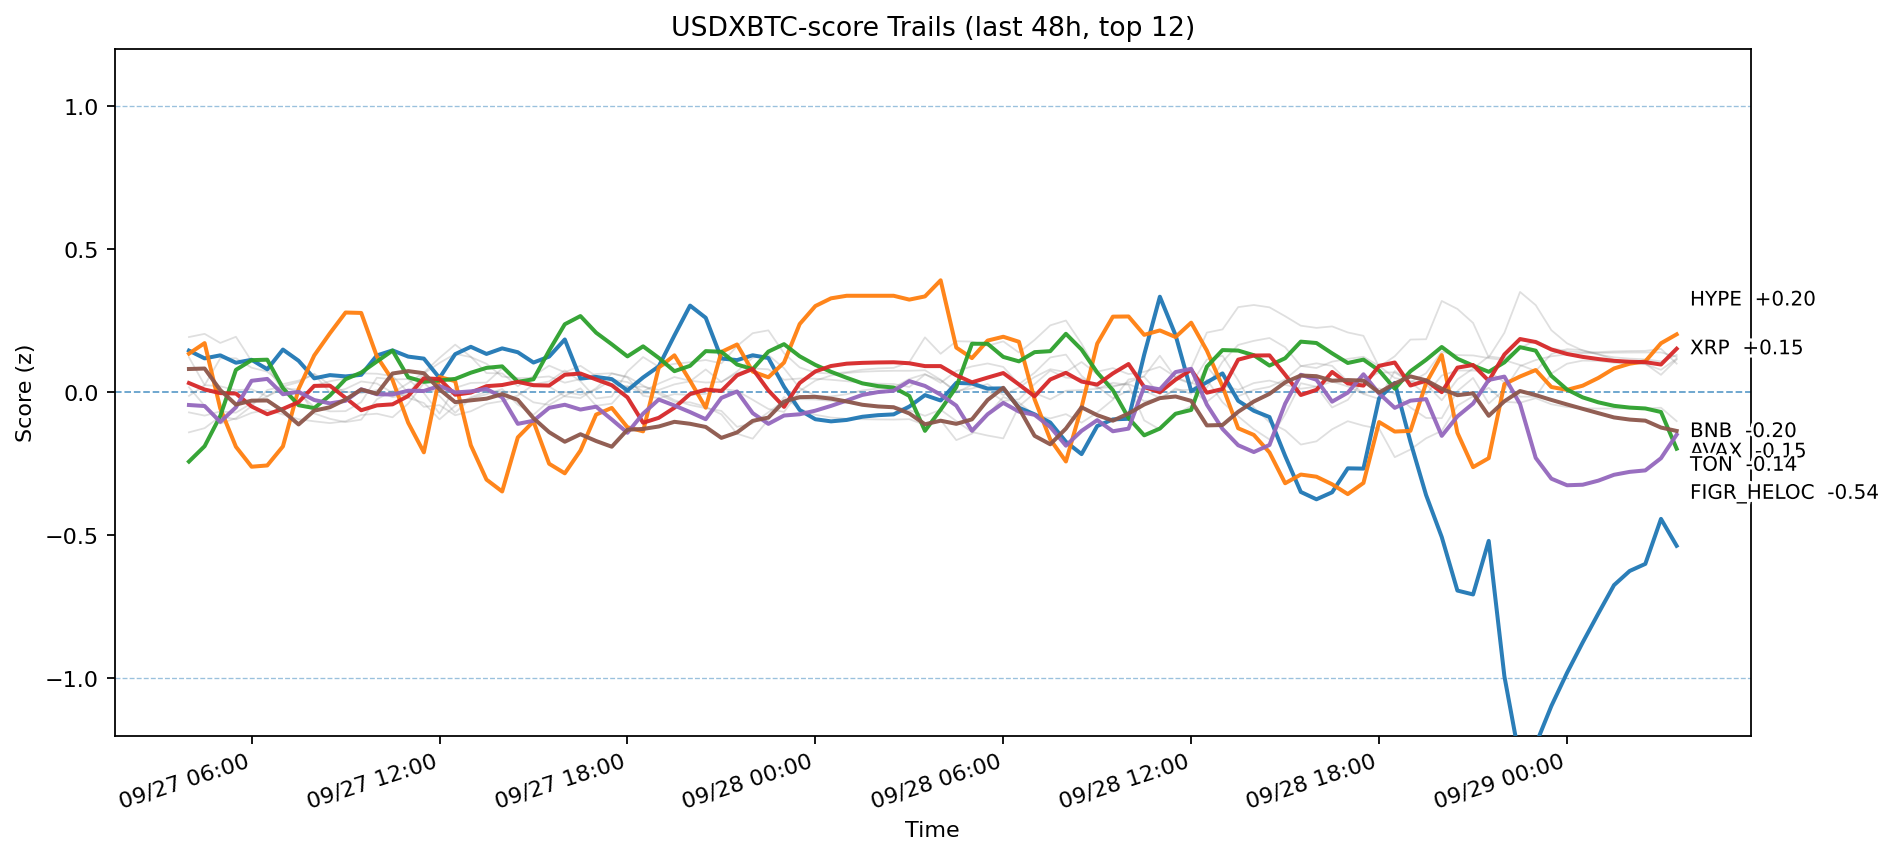 USDXBTC-score Trails (last 48h, top 12)
Score (z)
1.0
0.5
0.0
−0.5
−1.0
HYPE +0.20
XRP +0.15
BNB -0.20
AVAX -0.15
TON -0.14
FIGR_HELOC -0.54
09/27 06:00
09/27 12:00
09/27 18:00
09/28 00:00
09/28 06:00
09/28 12:00
09/28 18:00
09/29 00:00
Time